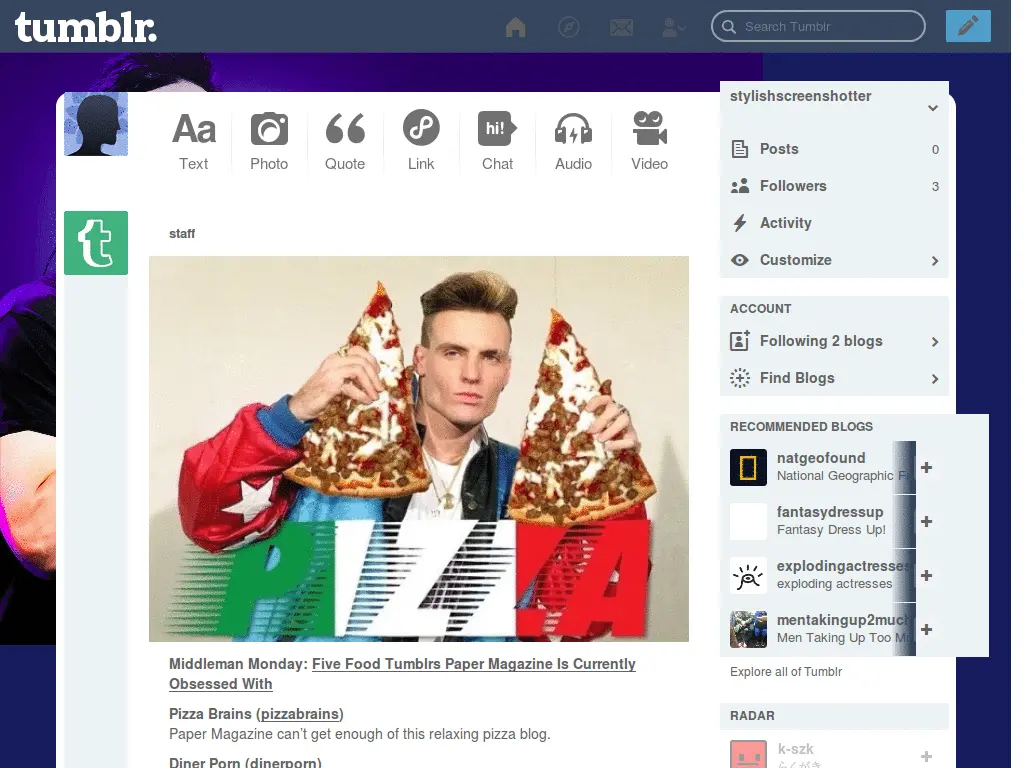 tumblr.
Search Tumblr
Aa
hi!
Text
Photo
Quote
Link
Chat
Audio
Video
t
staff
PIZZA
Middleman Monday: Five Food Tumblrs Paper Magazine Is Currently
Obsessed With
Pizza Brains (pizzabrains)
Paper Magazine can’t get enough of this relaxing pizza blog.
Diner Porn (dinerporn)
stylishscreenshotter
Posts 0
Followers 3
Activity
Customize
ACCOUNT
Following 2 blogs
Find Blogs
RECOMMENDED BLOGS
natgeofound
National Geographic F
fantasydressup
Fantasy Dress Up!
explodingactresses
exploding actresses
mentakingup2much
Men Taking Up Too M
Explore all of Tumblr
RADAR
k-szk
らくがき